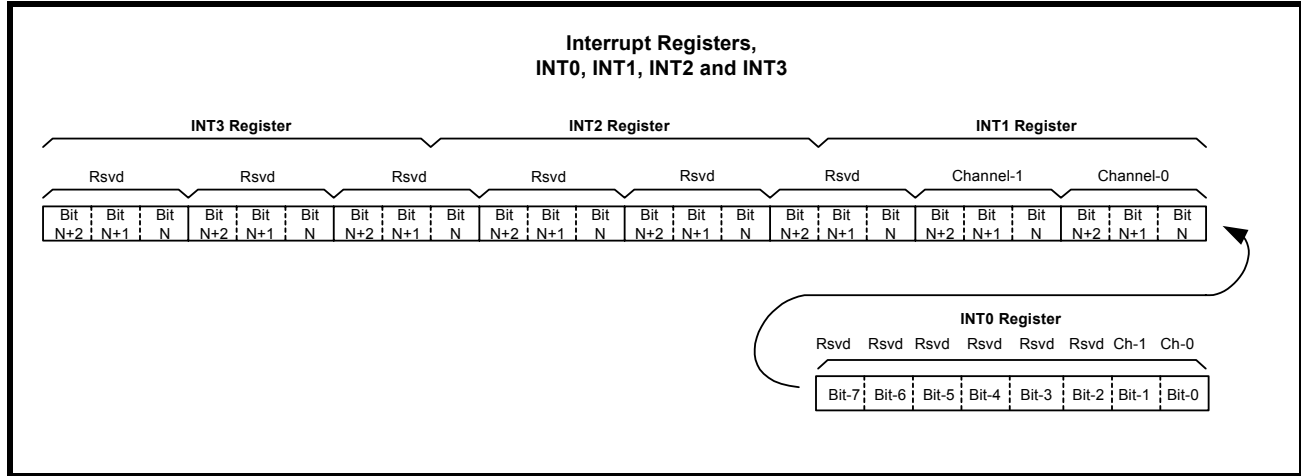 Interrupt Registers,
INT0, INT1, INT2 and INT3
INT3 Register INT2 Register INT1 Register
Rsvd Rsvd Rsvd Rsvd Rsvd Rsvd Channel-1 Channel-0
Bit Bit Bit Bit Bit Bit Bit Bit Bit Bit Bit Bit Bit Bit Bit Bit Bit Bit Bit Bit Bit Bit Bit Bit
N+2 N+1 N N+2 N+1 N N+2 N+1 N N+2 N+1 N N+2 N+1 N N+2 N+1 N N+2 N+1 N N+2 N+1 N
INT0 Register
Rsvd Rsvd Rsvd Rsvd Rsvd Rsvd Ch-1 Ch-0
Bit-7 Bit-6 Bit-5 Bit-4 Bit-3 Bit-2 Bit-1 Bit-0